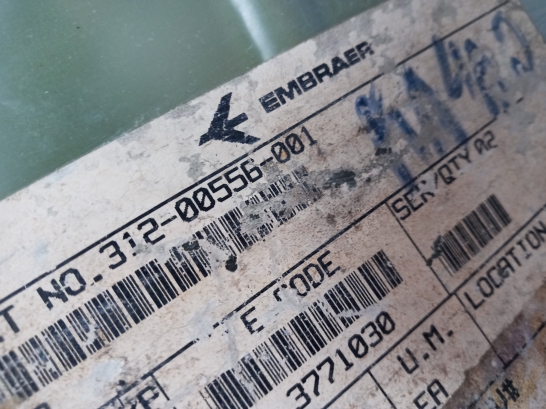 EMBRAER
NO. 312-00556-001
SER/QTY 02
CODE
3771030
U.M.
LOCATION
EA